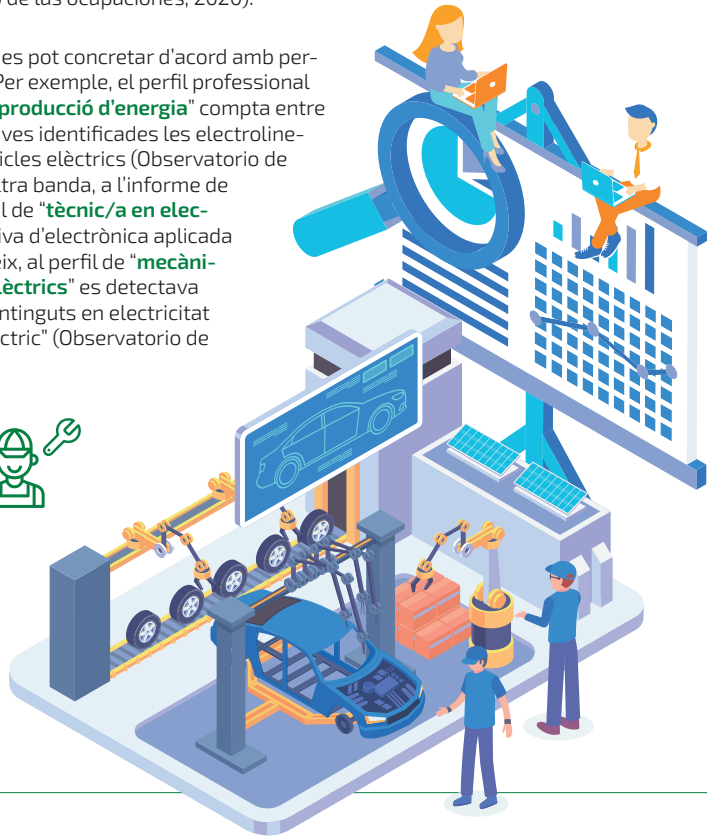 de las ocupaciones, 2020).
es pot concretar d’acord amb per-
Per exemple, el perfil professional
producció d’energia” compta entre
ves identificades les electroline-
icles elèctrics (Observatorio de
ltra banda, a l’informe de
l de “tècnic/a en elec-
iva d’electrònica aplicada
eix, al perfil de “mecàni-
lèctrics” es detectava
ntinguts en electricitat
ctric” (Observatorio de